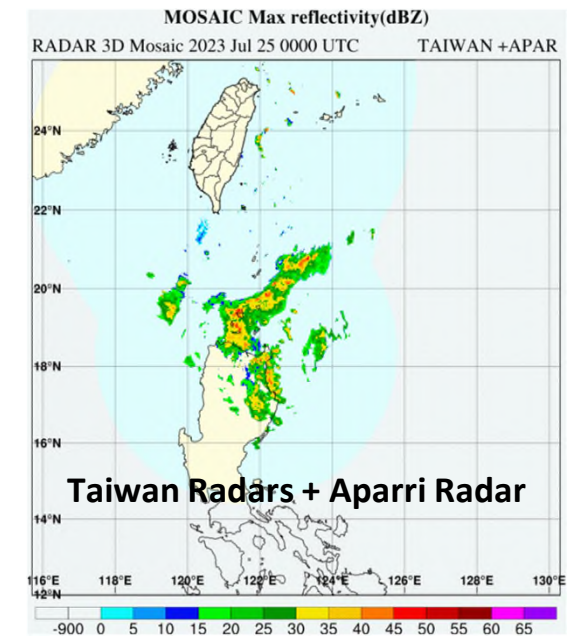 MOSAIC Max reflectivity(dBZ)
RADAR 3D Mosaic 2023 Jul 25 0000 UTC TAIWAN +APAR
24°N
22°N
20°N
18°N
16°N
Taiwan Radars + Aparri Radar
14°N
116°E 118°E 120°E 122°E 124°E 126°E 128°E 130°E
12°N
-900 0 5 10 15 20 25 30 35 40 45 50 55 60 65